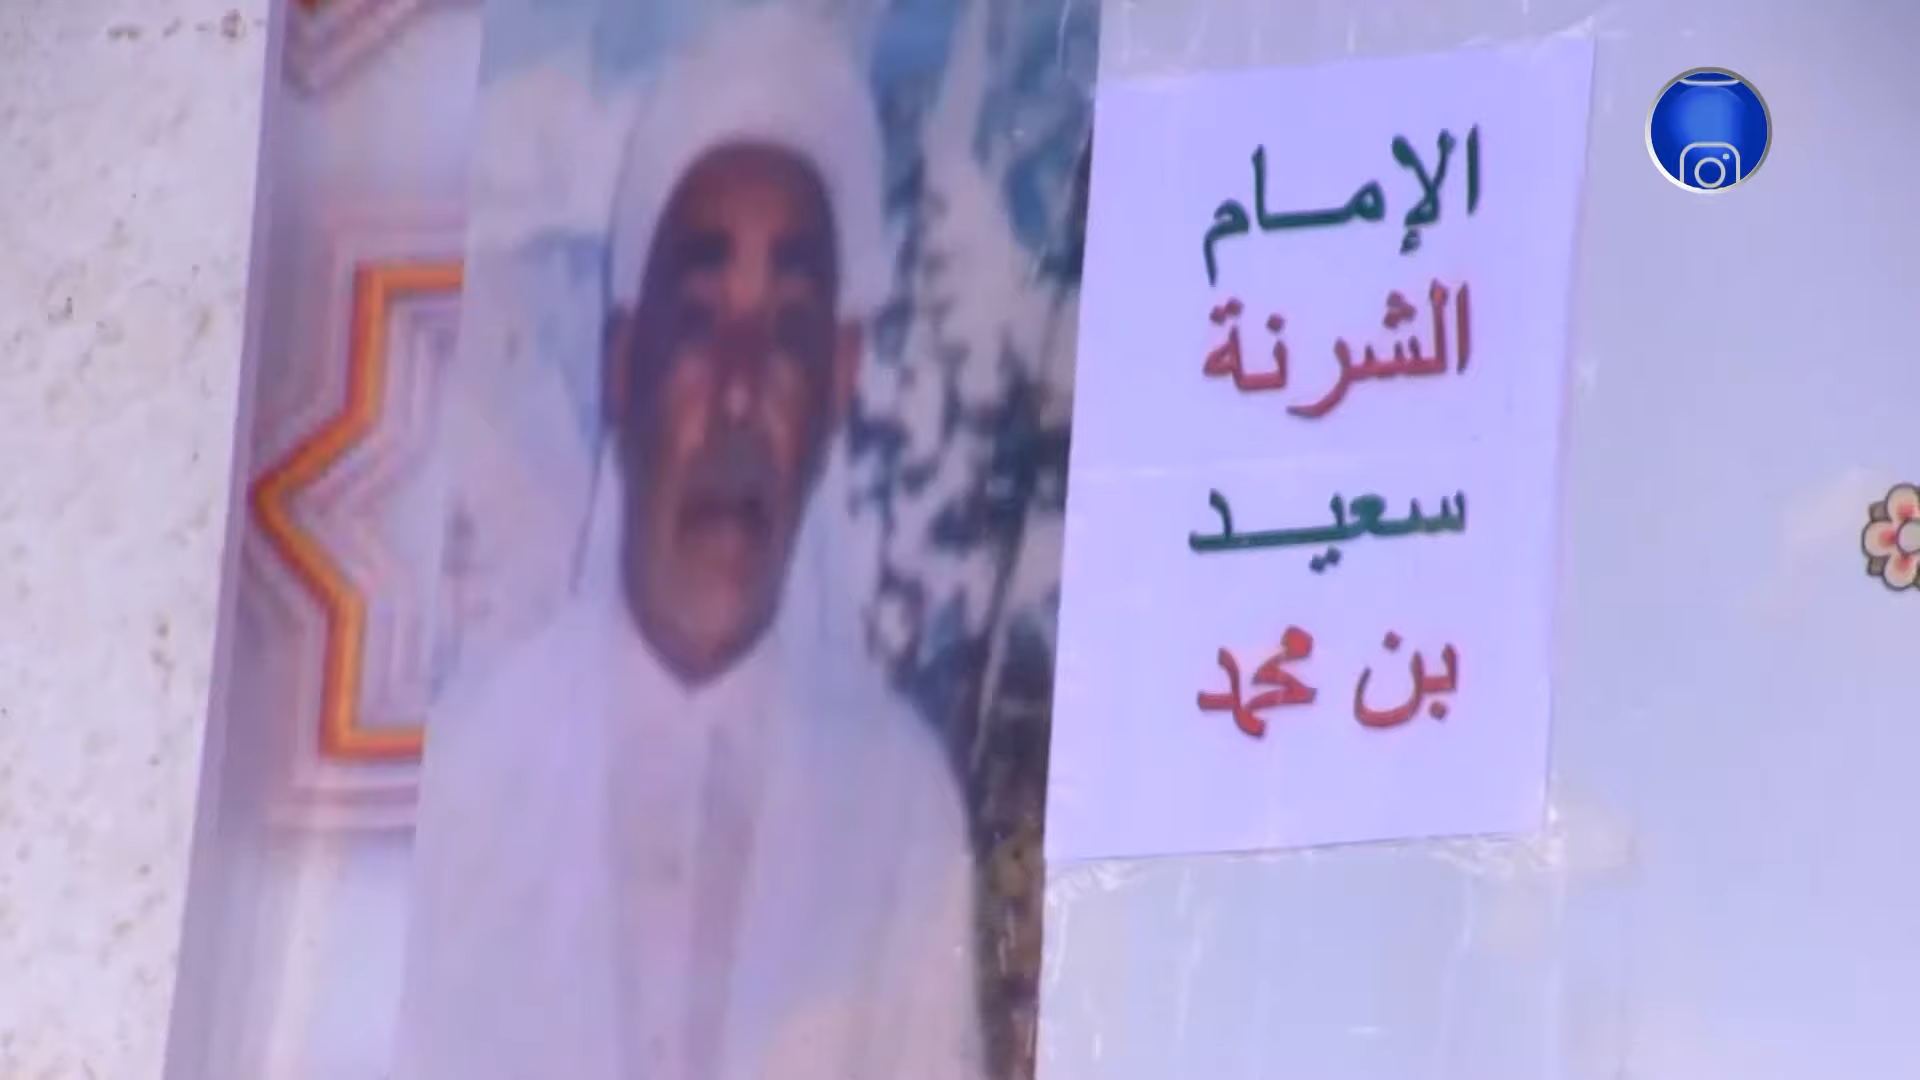 الإمام
الشرنة
سعيد
بن محمد